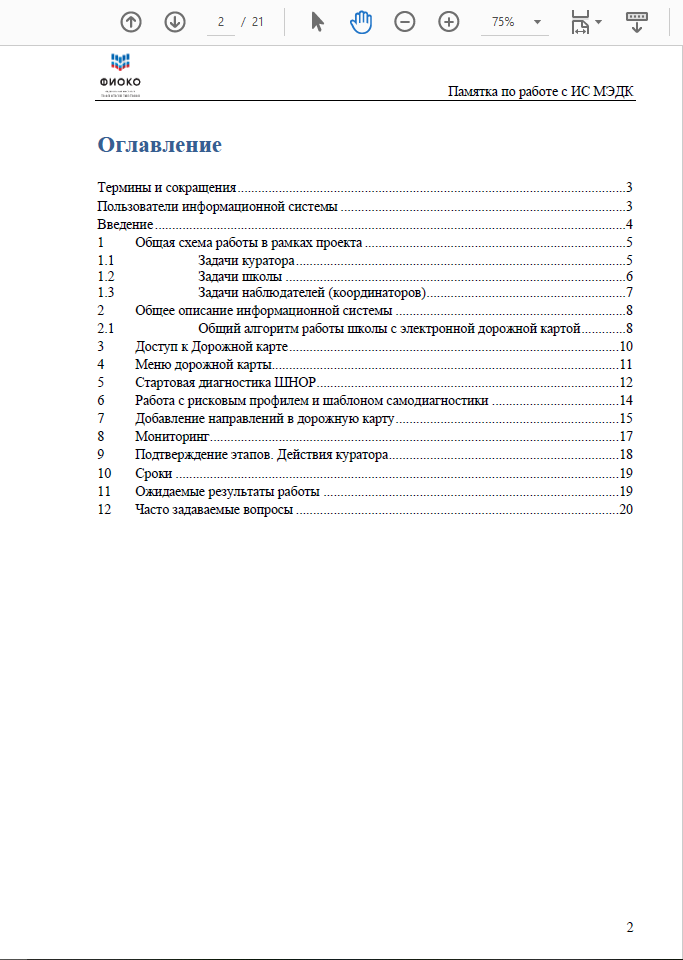 2 / 21 75%
ФИОКО
Памятка по работе с ИС МЭДК
Оглавление
Термины и сокращения 3
Пользователи информационной системы 3
Введение 4
1 Общая схема работы в рамках проекта 5
1.1 Задачи куратора 5
1.2 Задачи школы 6
1.3 Задачи наблюдателей (координаторов) 7
2 Общее описание информационной системы 8
2.1 Общий алгоритм работы школы с электронной дорожной картой 8
3 Доступ к Дорожной карте 10
4 Меню дорожной карты 11
5 Стартовая диагностика ШНОР 12
6 Работа с рисковым профилем и шаблоном самодиагностики 14
7 Добавление направлений в дорожную карту 15
8 Мониторинг 17
9 Подтверждение этапов. Действия куратора 18
10 Сроки 19
11 Ожидаемые результаты работы 19
12 Часто задаваемые вопросы 20
2